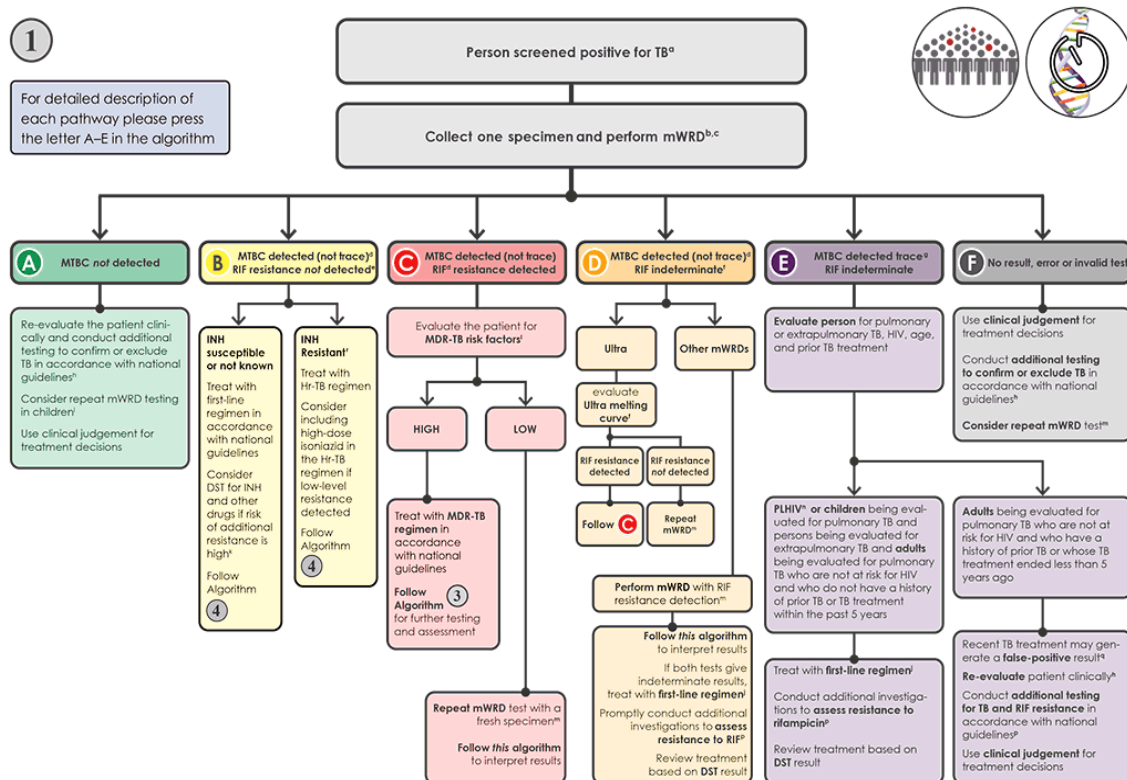 1
For detailed description of
each pathway please press
the letter A–E in the algorithm
Person screened positive for TBᵃ
Collect one specimen and perform mWRDᵇ,ᶜ
A
MTBC not detected
Re-evaluate the patient clini-
cally and conduct additional
testing to confirm or exclude
TB in accordance with national
guidelinesʰ
Consider repeat mWRD testing
in childrenʲ
Use clinical judgement for
treatment decisions
B
MTBC detected (not trace)ᵈ
RIF resistance not detectedᵉ
INH
susceptible
or not known
Treat with
first-line
regimen in
accordance
with national
guidelines
Consider
DST for INH
and other
drugs if risk
of additional
resistance is
highᵏ
Follow
Algorithm
4
INH
Resistantʳ
Treat with
Hr-TB regimen
Consider
including
high-dose
isoniazid in
the Hr-TB
regimen if
low-level
resistance
detected
Follow
Algorithm
4
C
MTBC detected (not trace)
RIFᵈ resistance detected
Evaluate the patient for
MDR-TB risk factorsⁱ
HIGH
LOW
Treat with MDR-TB
regimen in
accordance
with national
guidelines
Follow
Algorithm 3
for further testing
and assessment
Repeat mWRD test with a
fresh specimenᵐ
Follow this algorithm
to interpret results
D
MTBC detected (not trace)ᵈ
RIF indeterminateᶠ
Ultra
Other mWRDs
evaluate
Ultra melting
curveᶠ
RIF resistance
detected
RIF resistance
not detected
Follow C
Repeat
mWRDᵐ
Perform mWRD with RIF
resistance detectionᵐ
Follow this algorithm
to interpret results
If both tests give
indeterminate results,
treat with first-line regimenʲ
Promptly conduct additional
investigations to assess
resistance to RIFᵖ
Review treatment
based on DST result
E
MTBC detected traceᵍ
RIF indeterminate
Evaluate person for pulmonary
or extrapulmonary TB, HIV, age,
and prior TB treatment
PLHIVⁿ or children being eval-
uated for pulmonary TB and
persons being evaluated for
extrapulmonary TB and adults
being evaluated for pulmonary
TB who are not at risk for HIV
and who do not have a history
of prior TB or TB treatment
within the past 5 years
Treat with first-line regimenʲ
Conduct additional investiga-
tions to assess resistance to
rifampicinᵖ
Review treatment based on
DST result
Adults being evaluated for
pulmonary TB who are not at
risk for HIV and who have a
history of prior TB or whose TB
treatment ended less than 5
years ago
Recent TB treatment may gen-
erate a false-positive result𐞥
Re-evaluate patient clinicallyʰ
Conduct additional testing
for TB and RIF resistance in
accordance with national
guidelinesᵖ
Use clinical judgement for
treatment decisions
F
No result, error or invalid test
Use clinical judgement for
treatment decisions
Conduct additional testing
to confirm or exclude TB in
accordance with national
guidelinesʰ
Consider repeat mWRD testᵐ